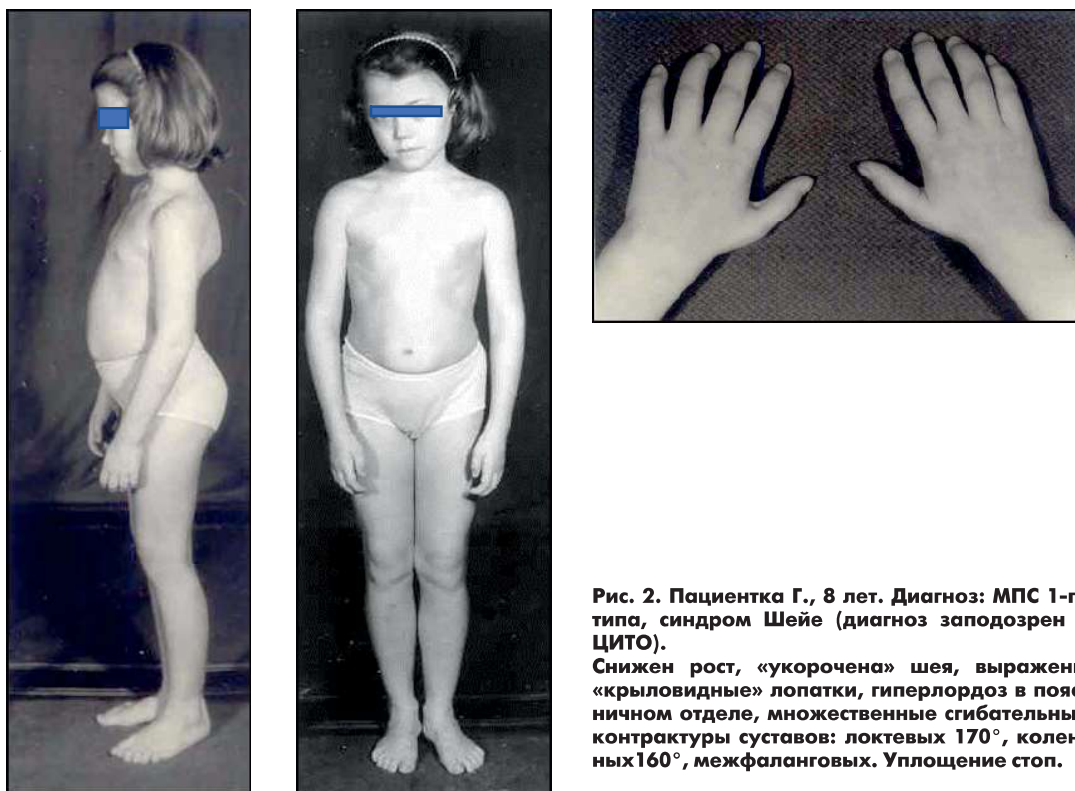 Рис. 2. Пациентка Г., 8 лет. Диагноз: МПС 1-г
типа, синдром Шейе (диагноз заподозрен
ЦИТО).
Снижен рост, «укорочена» шея, выражен
«крыловидные» лопатки, гиперлордоз в пояс
ничном отделе, множественные сгибательны
контрактуры суставов: локтевых 170°, колен
ных160°, межфаланговых. Уплощение стоп.